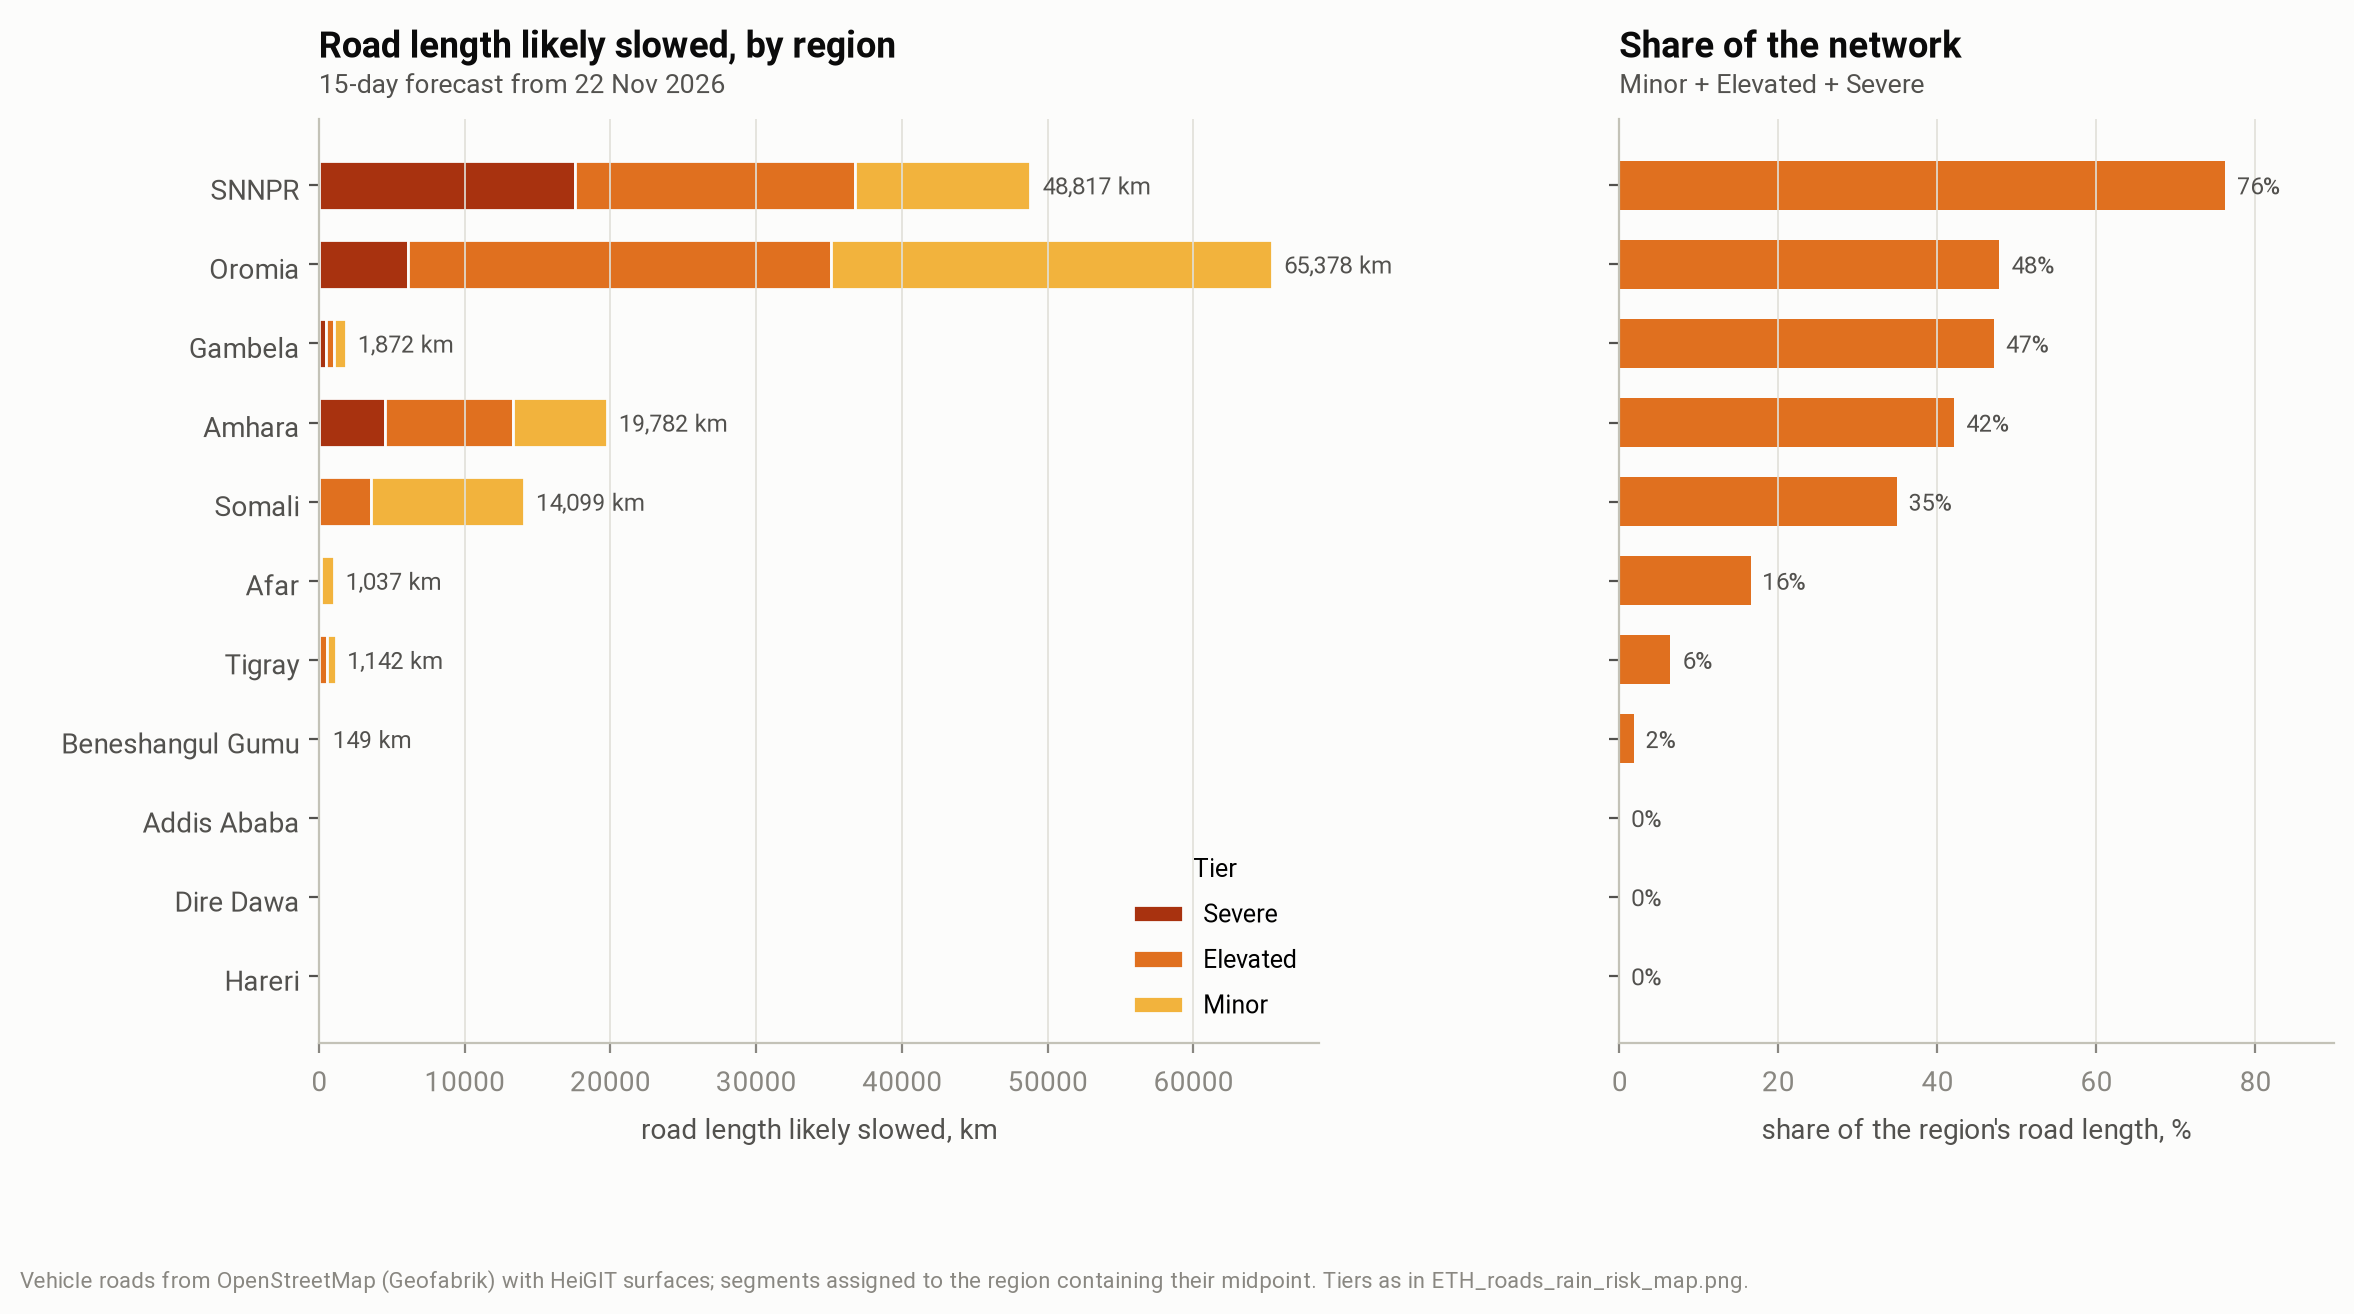 Road length likely slowed, by region
15-day forecast from 22 Nov 2026
SNNPR
48,817 km
Oromia
65,378 km
Gambela
1,872 km
Amhara
19,782 km
Somali
14,099 km
Afar
1,037 km
Tigray
1,142 km
Beneshangul Gumu
149 km
Addis Ababa
Dire Dawa
Hareri
Tier
Severe
Elevated
Minor
0 10000 20000 30000 40000 50000 60000
road length likely slowed, km
Share of the network
Minor + Elevated + Severe
76%
48%
47%
42%
35%
16%
6%
2%
0%
0%
0%
0 20 40 60 80
share of the region's road length, %
Vehicle roads from OpenStreetMap (Geofabrik) with HeiGIT surfaces; segments assigned to the region containing their midpoint. Tiers as in ETH_roads_rain_risk_map.png.